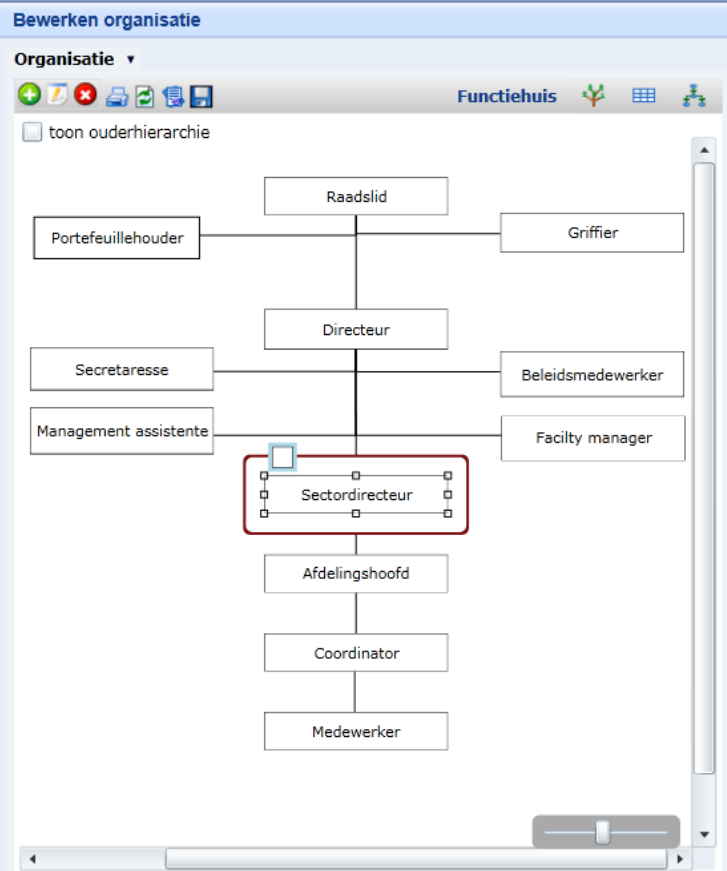 Bewerken organisatie
Organisatie
Functiehuis
toon ouderhierarchie
Raadslid
Portefeuillehouder
Griffier
Directeur
Secretaresse
Beleidsmedewerker
Management assistente
Facilty manager
Sectordirecteur
Afdelingshoofd
Coordinator
Medewerker